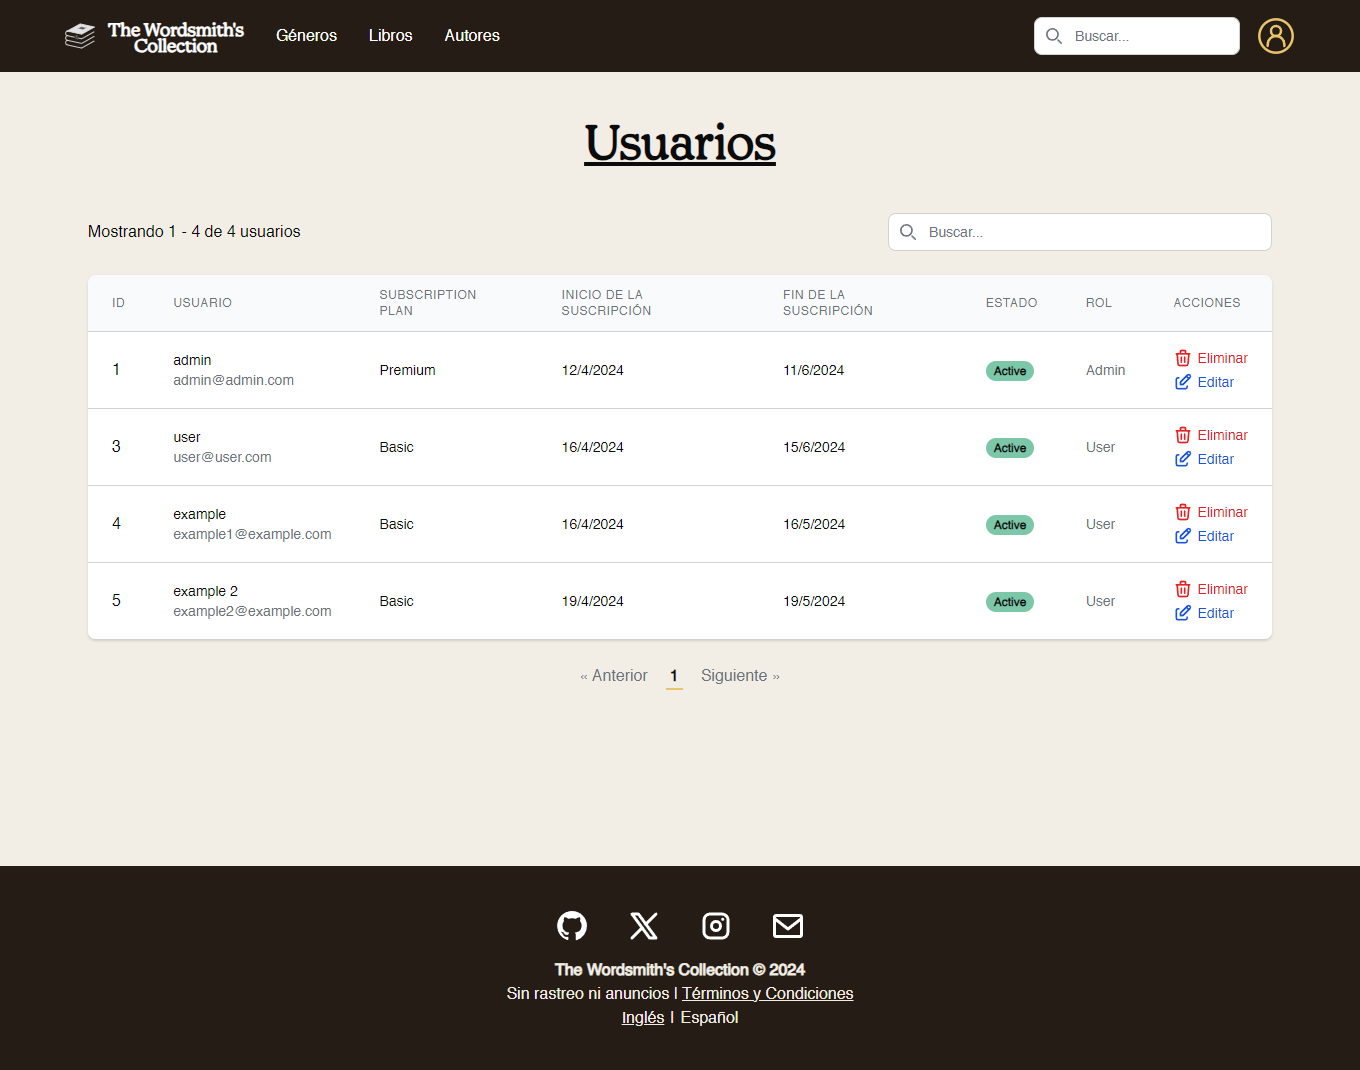 The Wordsmith's
Collection
Géneros
Libros
Autores
Buscar...
Usuarios
Mostrando 1 - 4 de 4 usuarios
Buscar...
ID USUARIO SUBSCRIPTION PLAN INICIO DE LA SUSCRIPCIÓN FIN DE LA SUSCRIPCIÓN ESTADO ROL ACCIONES
1 admin Premium 12/4/2024 11/6/2024 Active Admin Eliminar
admin@admin.com Editar
3 user Basic 16/4/2024 15/6/2024 Active User Eliminar
user@user.com Editar
4 example Basic 16/4/2024 16/5/2024 Active User Eliminar
example1@example.com Editar
5 example 2 Basic 19/4/2024 19/5/2024 Active User Eliminar
example2@example.com Editar
« Anterior 1 Siguiente »
The Wordsmith's Collection © 2024
Sin rastreo ni anuncios | Términos y Condiciones
Inglés | Español